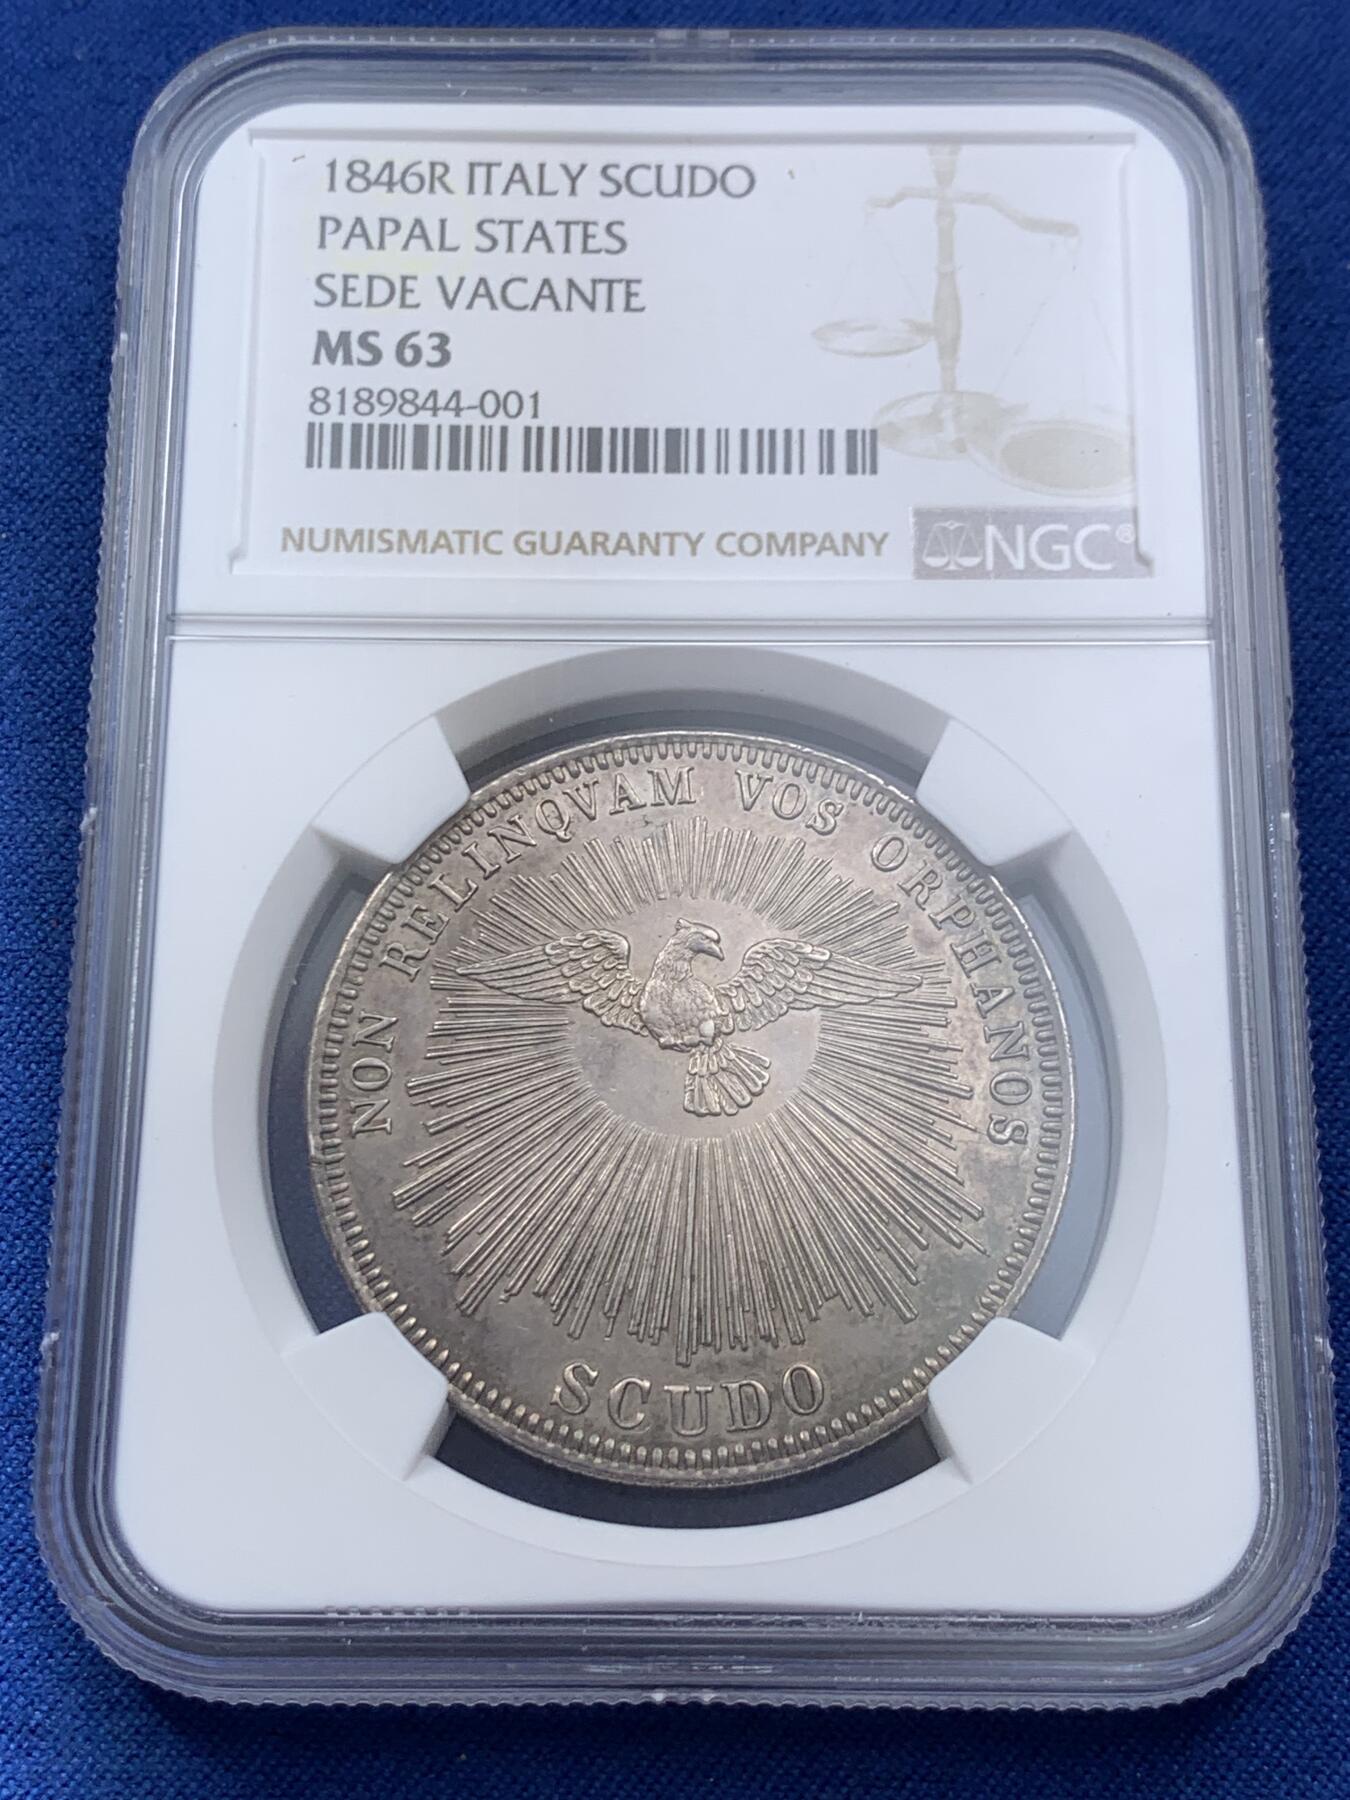 1846R ITALY SCUDO
PAPAL STATES
SEDE VACANTE
MS 63
8189844-001
NUMISMATIC GUARANTY COMPANY
NGC®
NON RELINQVAM VOS ORPHANOS
SCUDO